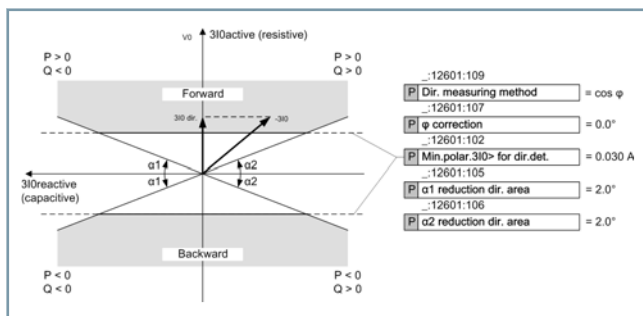 V0
3I0active (resistive)
P > 0
Q < 0
P > 0
Q > 0
Forward
3I0 dir.
-3I0
α1
α2
α1
α2
3I0reactive
(capacitive)
Backward
P < 0
Q < 0
P < 0
Q > 0
_:12601:109
P Dir. measuring method = cos φ
_:12601:107
P φ correction = 0.0°
_:12601:102
P Min.polar.3I0> for dir.det. = 0.030 A
_:12601:105
P α1 reduction dir. area = 2.0°
_:12601:106
P α2 reduction dir. area = 2.0°